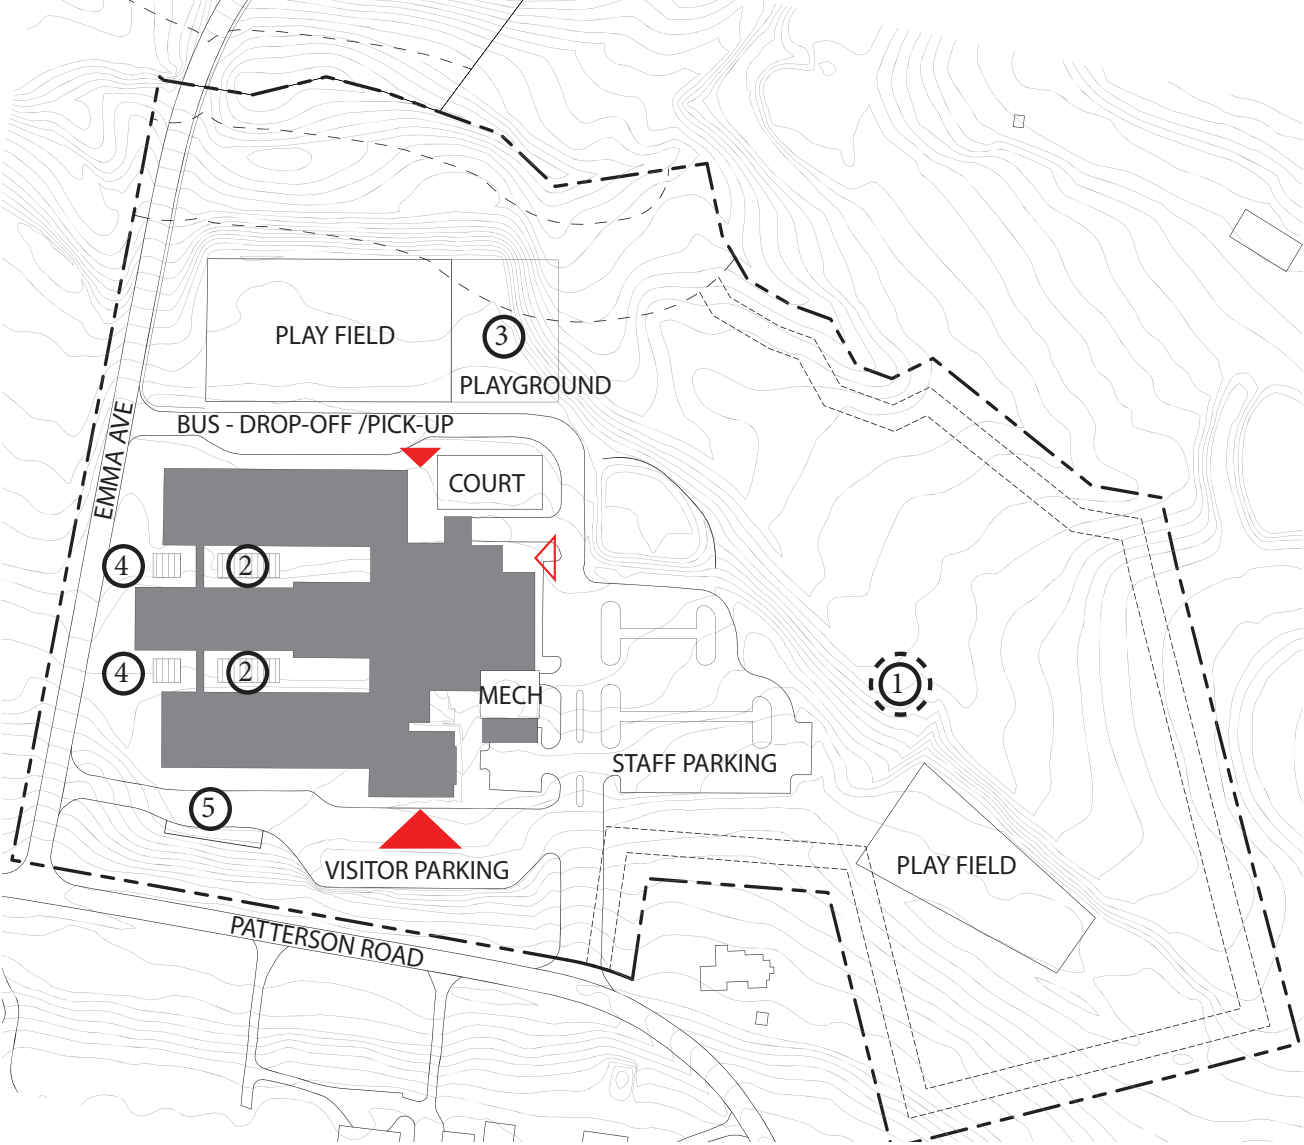 PLAY FIELD
3
PLAYGROUND
BUS - DROP-OFF /PICK-UP
EMMA AVE
COURT
4
2
4
2
MECH
1
STAFF PARKING
5
VISITOR PARKING
PLAY FIELD
PATTERSON ROAD